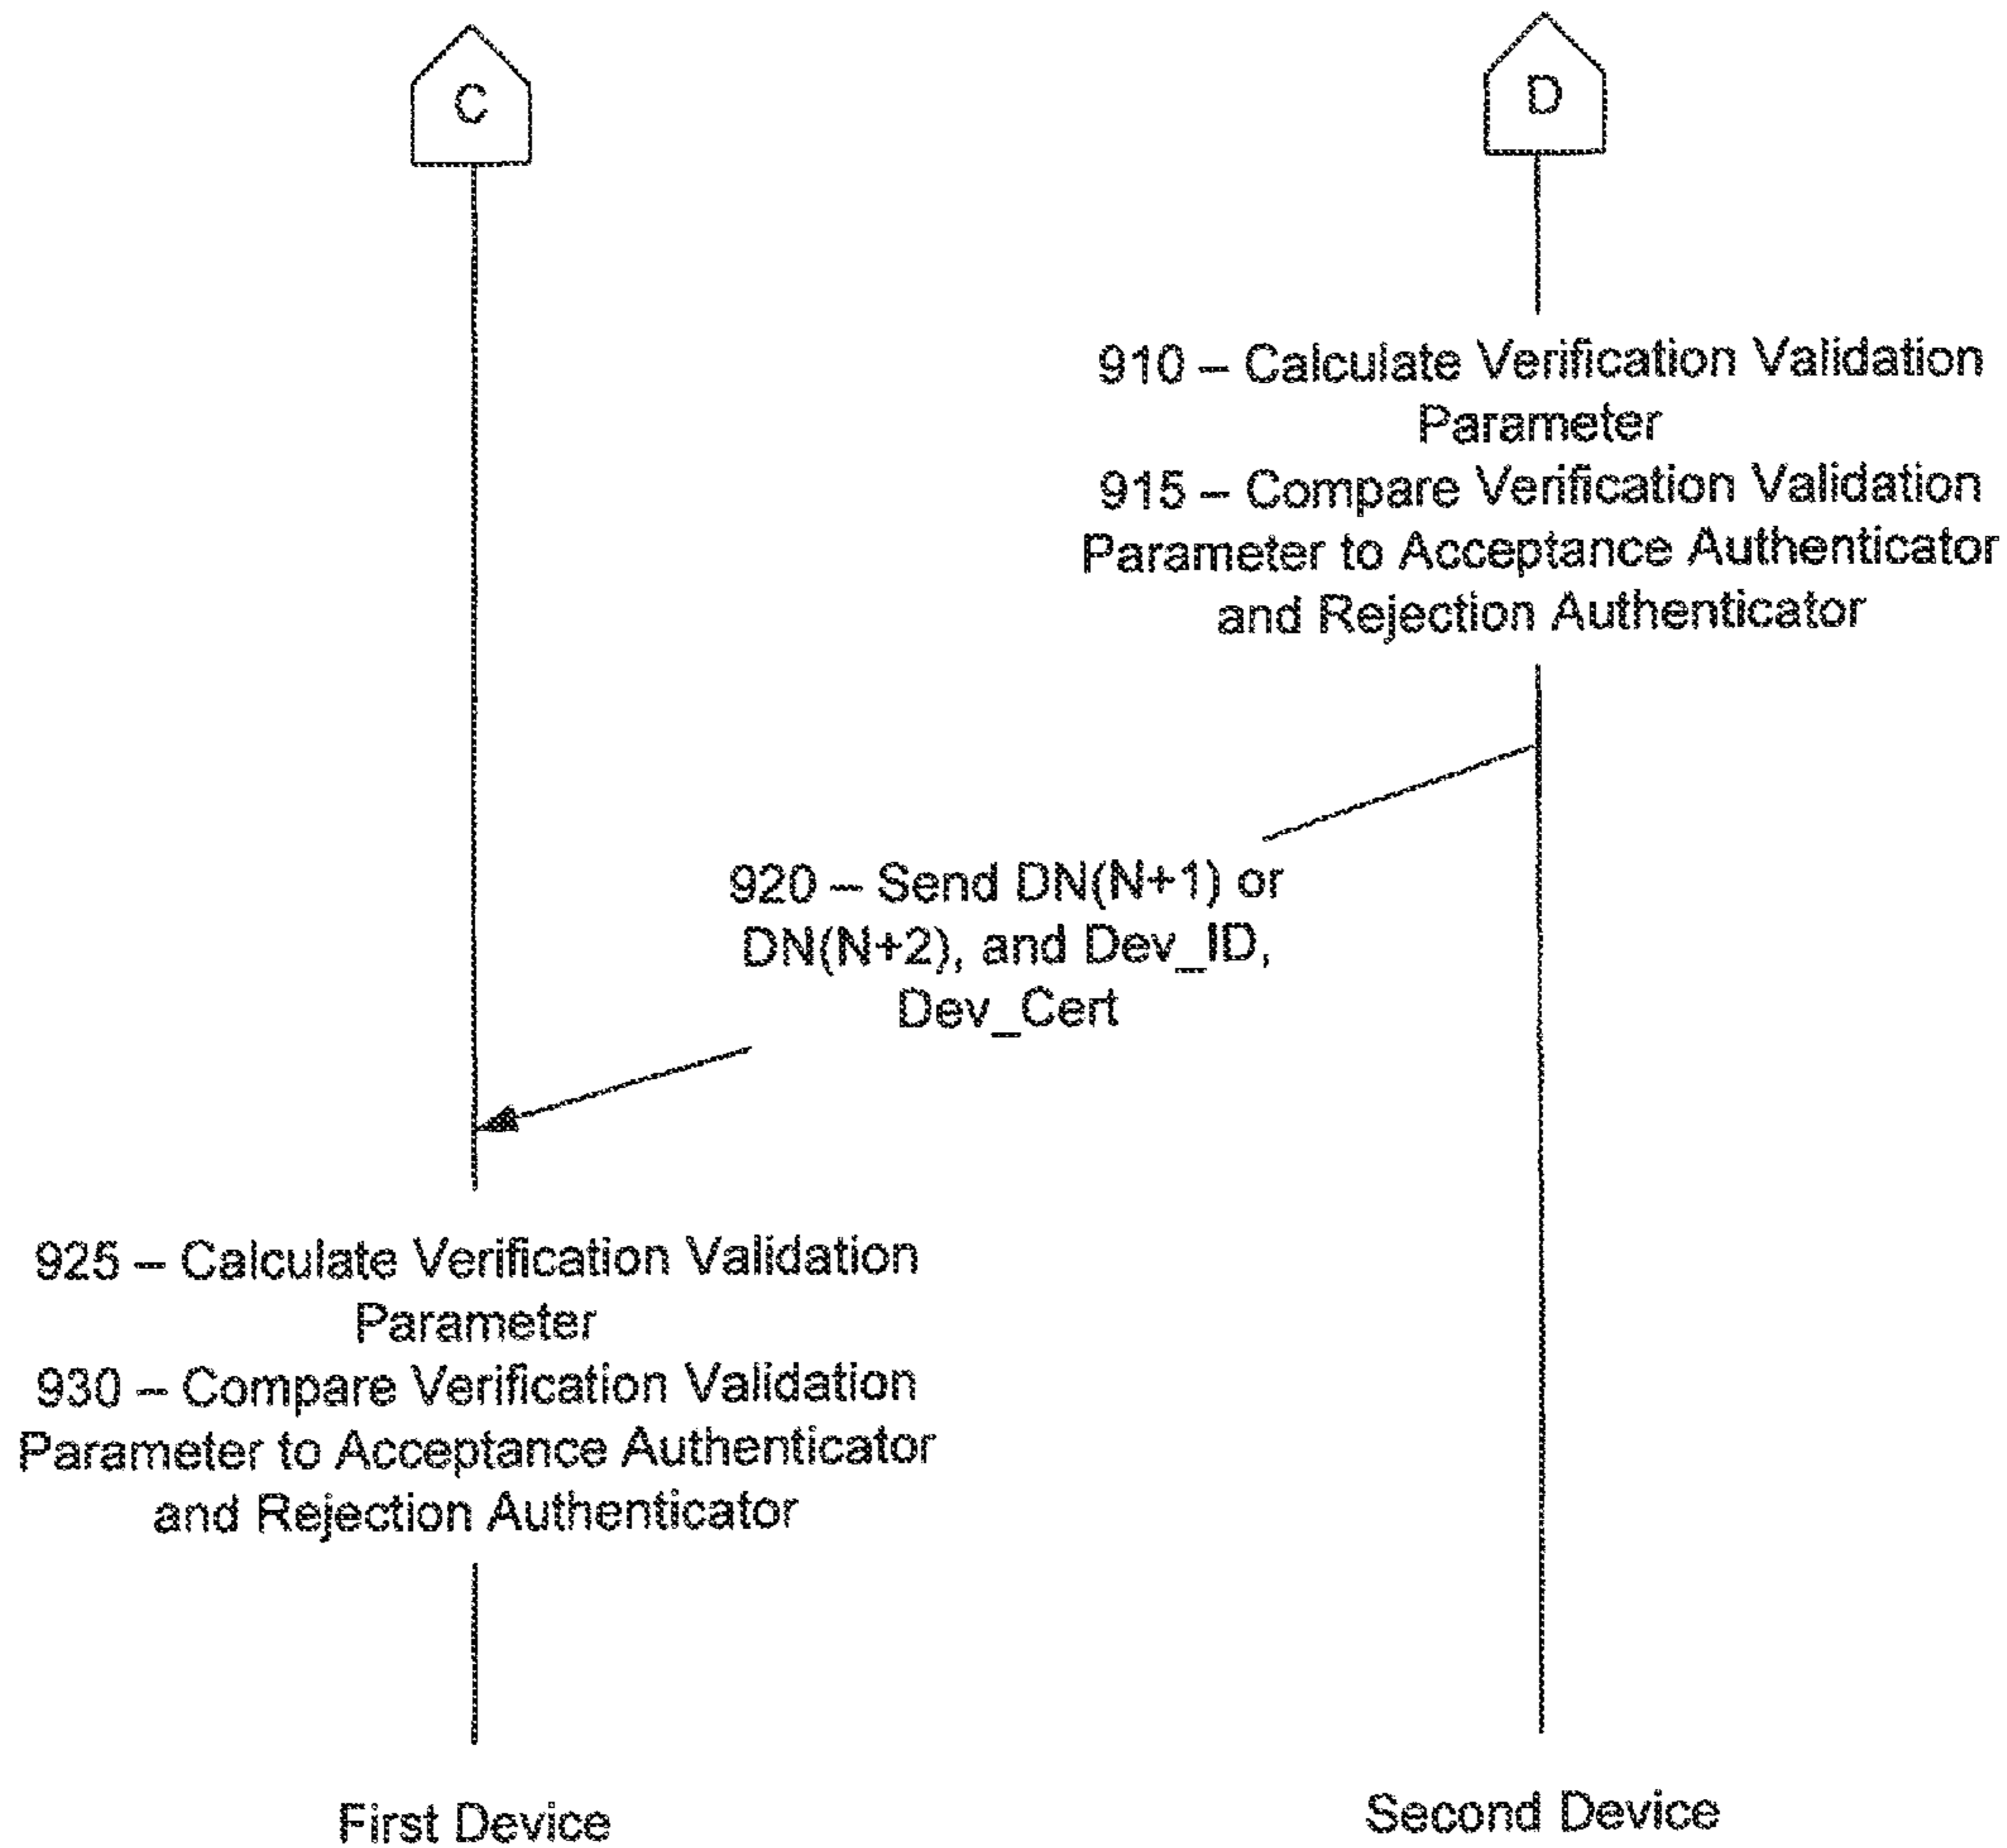 C
D
910 – Calculate Verification Validation
Parameter
915 – Compare Verification Validation
Parameter to Acceptance Authenticator
and Rejection Authenticator
920 – Send DN(N+1) or
DN(N+2), and Dev_ID,
Dev_Cert
925 – Calculate Verification Validation
Parameter
930 – Compare Verification Validation
Parameter to Acceptance Authenticator
and Rejection Authenticator
First Device
Second Device